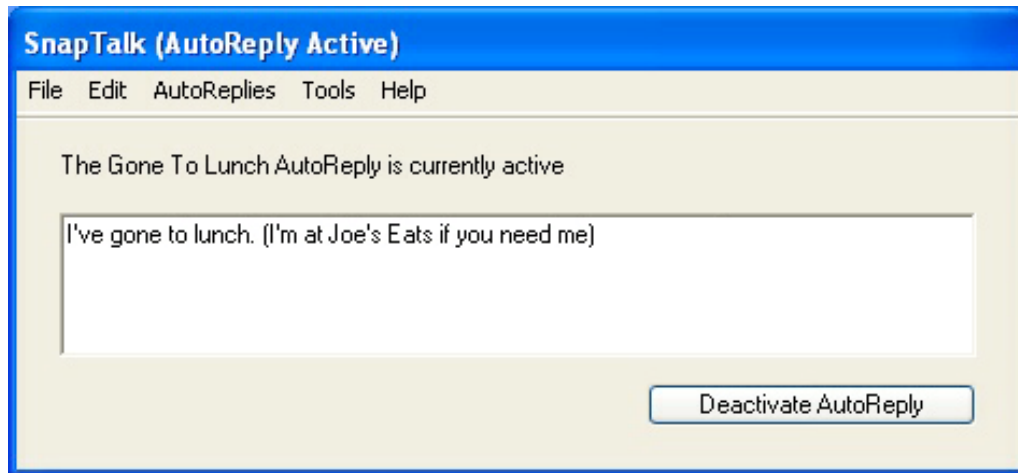 SnapTalk (AutoReply Active)
File Edit AutoReplies Tools Help
The Gone To Lunch AutoReply is currently active
I've gone to lunch. (I'm at Joe's Eats if you need me)
Deactivate AutoReply